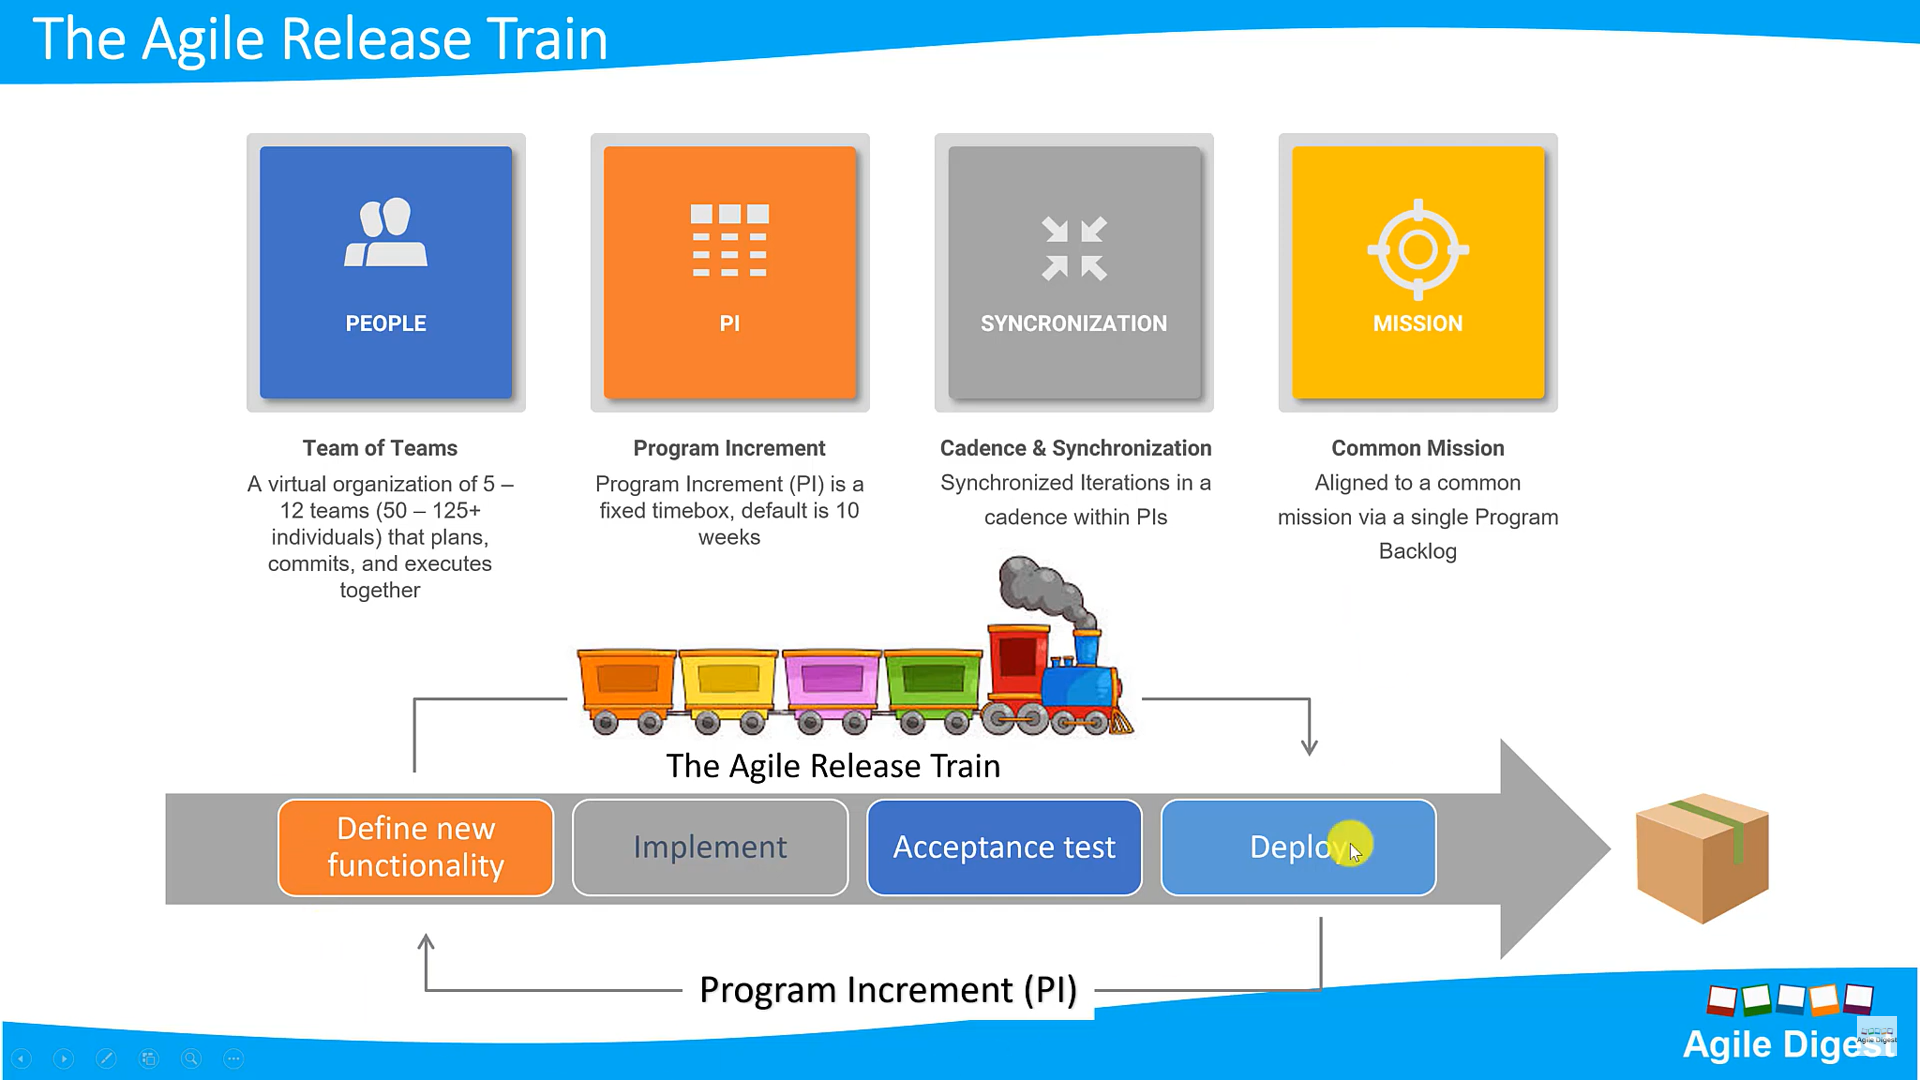 The Agile Release Train
PEOPLE
PI
SYNCRONIZATION
MISSION
Team of Teams
A virtual organization of 5 –
12 teams (50 – 125+
individuals) that plans,
commits, and executes
together
Program Increment
Program Increment (PI) is a
fixed timebox, default is 10
weeks
Cadence & Synchronization
Synchronized Iterations in a
cadence within PIs
Common Mission
Aligned to a common
mission via a single Program
Backlog
The Agile Release Train
Define new
functionality
Implement
Acceptance test
Deploy
Program Increment (PI)
Agile Digest
Agile Digest